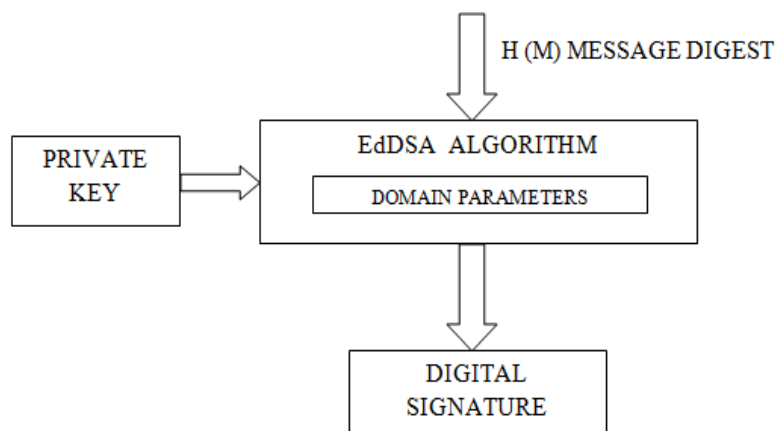 H (M) MESSAGE DIGEST
EdDSA ALGORITHM
PRIVATE
KEY
DOMAIN PARAMETERS
DIGITAL
SIGNATURE